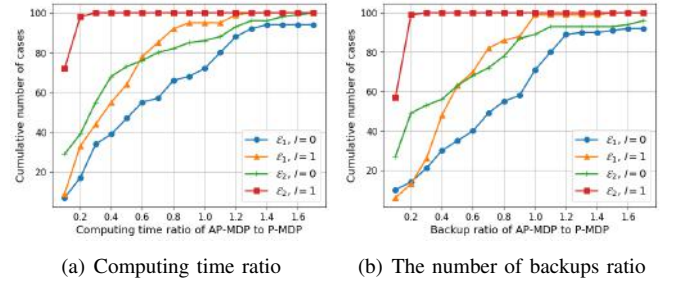 100
80
60
40
20
Cumulative number of cases
0.2 0.4 0.6 0.8 1.0 1.2 1.4 1.6
Computing time ratio of AP-MDP to P-MDP
ℰ₁, I = 0
ℰ₁, I = 1
ℰ₂, I = 0
ℰ₂, I = 1
(a) Computing time ratio
100
80
60
40
20
Cumulative number of cases
0.2 0.4 0.6 0.8 1.0 1.2 1.4 1.6
Backup ratio of AP-MDP to P-MDP
ℰ₁, I = 0
ℰ₁, I = 1
ℰ₂, I = 0
ℰ₂, I = 1
(b) The number of backups ratio